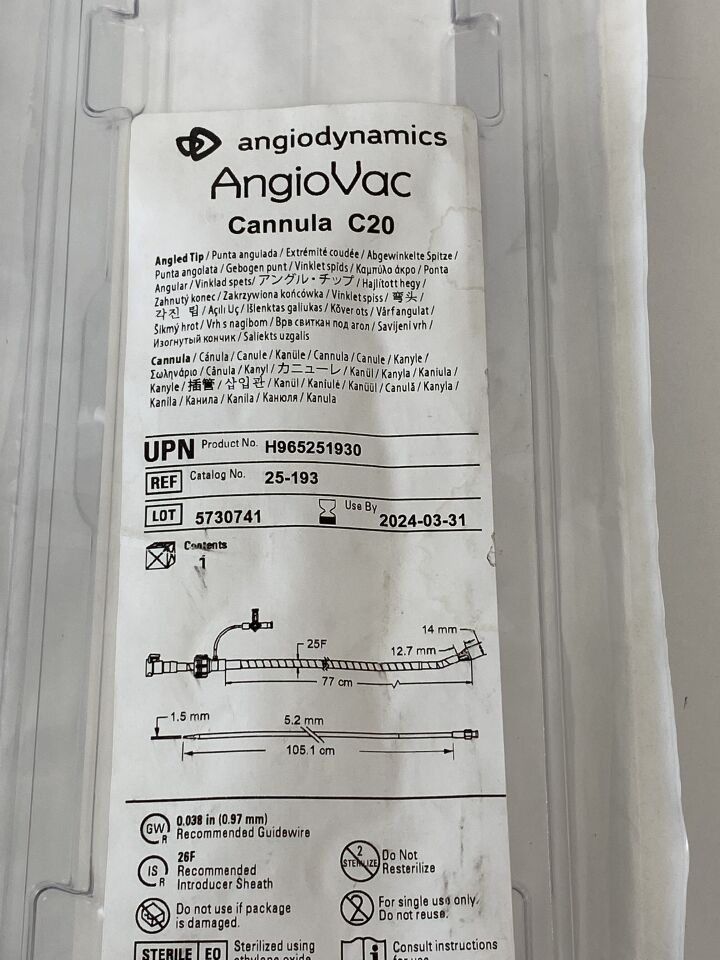 angiodynamics
AngioVac
Cannula C20
Angled Tip / Punta angulada / Extrémité coudée / Abgewinkelte Spitze /
Punta angolata / Gebogen punt / Vinklet spids / Καμπύλο άκρο / Ponta
Angular / Vinklad spets / アングル・チップ / Hajlított hegy /
Zahnutý konec / Zakrzywiona końcówka / Vinklet spiss / 弯头 /
각진 팁 / Açılı Uç / Išlenktas galiukas / Kõver ots / Vârf angulat /
Šikmý hrot / Vrh s nagibom / Врв свиткан под агол / Savijeni vrh /
Изогнутый кончик / Saliekts uzgalis
Cannula / Cánula / Canule / Kanüle / Cannula / Canule / Kanyle /
Σωληνάριο / Cânula / Kanyl / カニューレ / Kanül / Kanyla / Kaniula /
Kanyle / 插管 / 삽입관 / Kanül / Kaniulė / Kanüül / Canulă / Kanyla /
Kanila / Канила / Kanila / Канюля / Kanula
UPN Product No. H965251930
REF Catalog No. 25-193
LOT 5730741 Use By 2024-03-31
Contents
1
14 mm
12.7 mm
25F
77 cm
1.5 mm
5.2 mm
105.1 cm
GW R 0.038 in (0.97 mm)
Recommended Guidewire
IS R 26F
Recommended
Introducer Sheath
2 STERILIZE Do Not
Resterilize
Do not use if package
is damaged.
2 For single use only.
Do not reuse.
STERILE EO Sterilized using
ethylene oxide
Consult instructions
for use